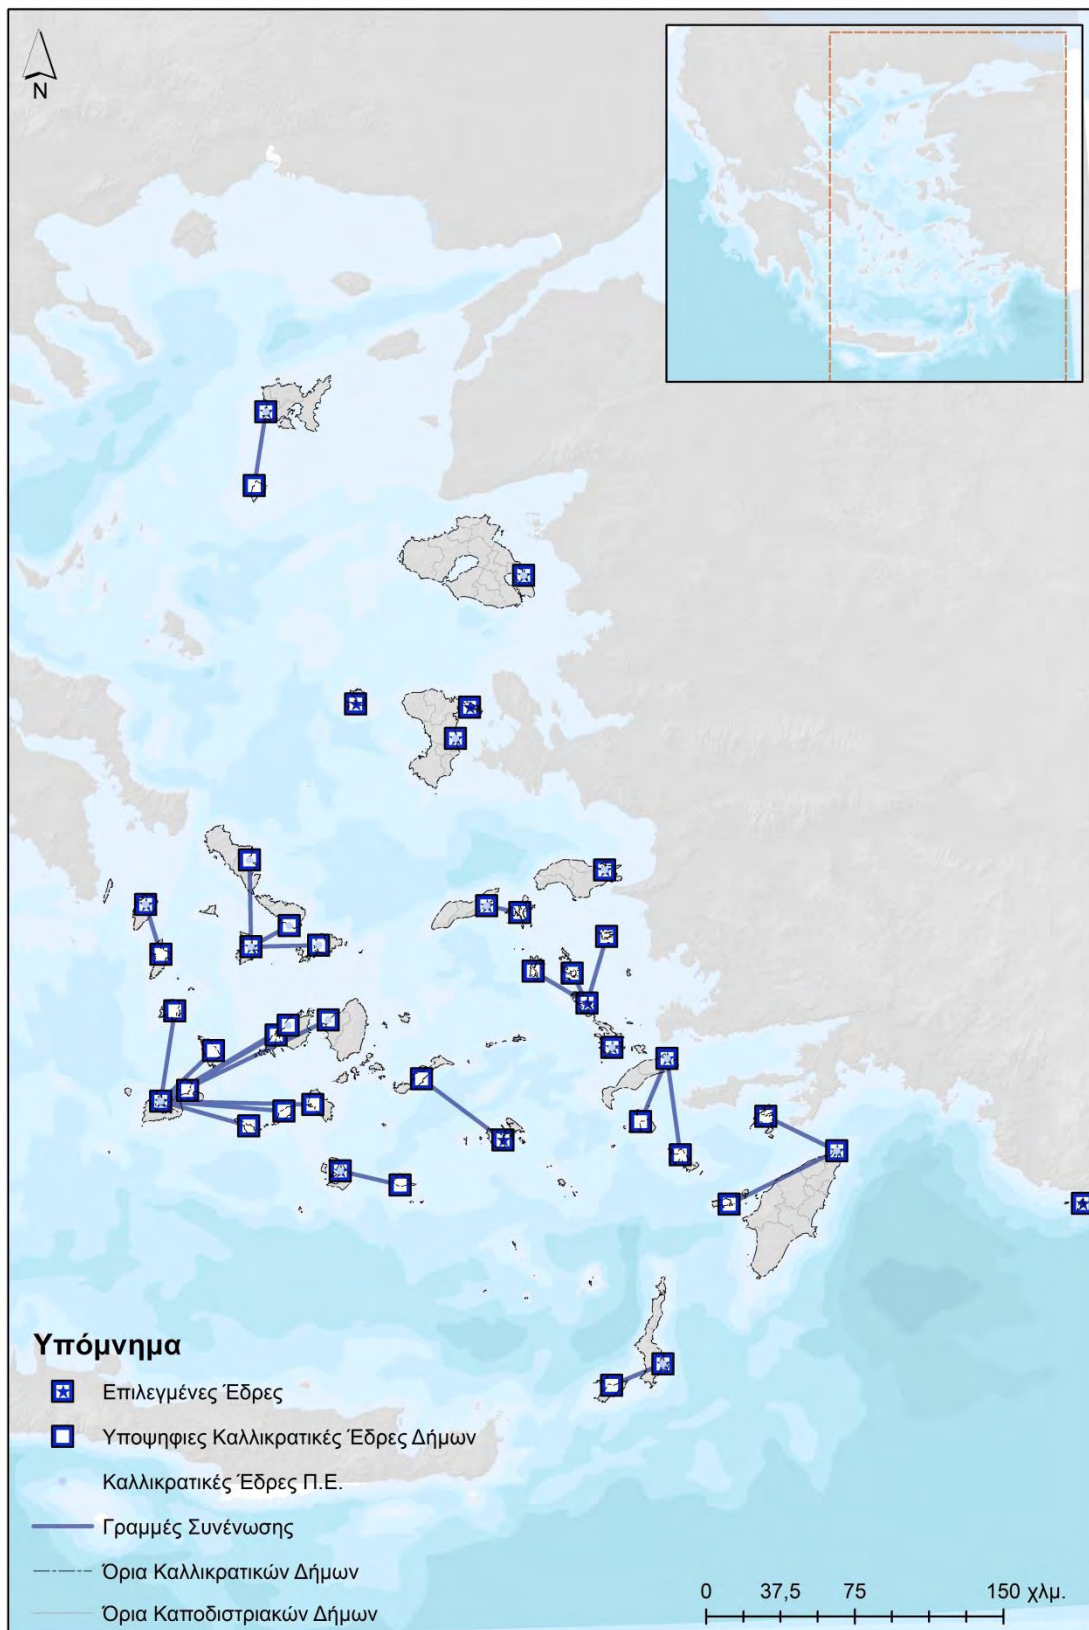 N
Υπόμνημα
Επιλεγμένες Έδρες
Υποψηφιες Καλλικρατικές Έδρες Δήμων
Καλλικρατικές Έδρες Π.Ε.
Γραμμές Συνένωσης
Όρια Καλλικρατικών Δήμων
Όρια Καποδιστριακών Δήμων
0 37,5 75 150 χλμ.